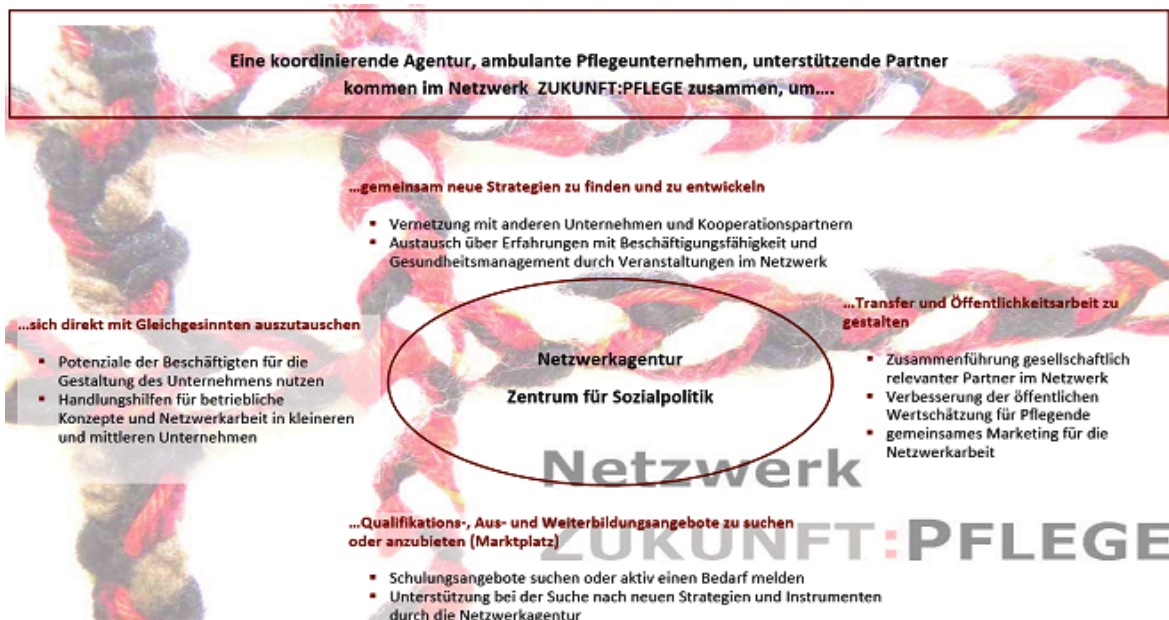 Eine koordinierende Agentur, ambulante Pflegeunternehmen, unterstützende Partner
kommen im Netzwerk ZUKUNFT:PFLEGE zusammen, um....
...gemeinsam neue Strategien zu finden und zu entwickeln
▪ Vernetzung mit anderen Unternehmen und Kooperationspartnern
▪ Austausch über Erfahrungen mit Beschäftigungsfähigkeit und
Gesundheitsmanagement durch Veranstaltungen im Netzwerk
...sich direkt mit Gleichgesinnten auszutauschen
▪ Potenziale der Beschäftigten für die
Gestaltung des Unternehmens nutzen
▪ Handlungshilfen für betriebliche
Konzepte und Netzwerkarbeit in kleineren
und mittleren Unternehmen
Netzwerkagentur
Zentrum für Sozialpolitik
...Transfer und Öffentlichkeitsarbeit zu
gestalten
▪ Zusammenführung gesellschaftlich
relevanter Partner im Netzwerk
▪ Verbesserung der öffentlichen
Wertschätzung für Pflegende
▪ gemeinsames Marketing für die
Netzwerkarbeit
Netzwerk
ZUKUNFT:PFLEGE
...Qualifikations-, Aus- und Weiterbildungsangebote zu suchen
oder anzubieten (Marktplatz)
▪ Schulungsangebote suchen oder aktiv einen Bedarf melden
▪ Unterstützung bei der Suche nach neuen Strategien und Instrumenten
durch die Netzwerkagentur